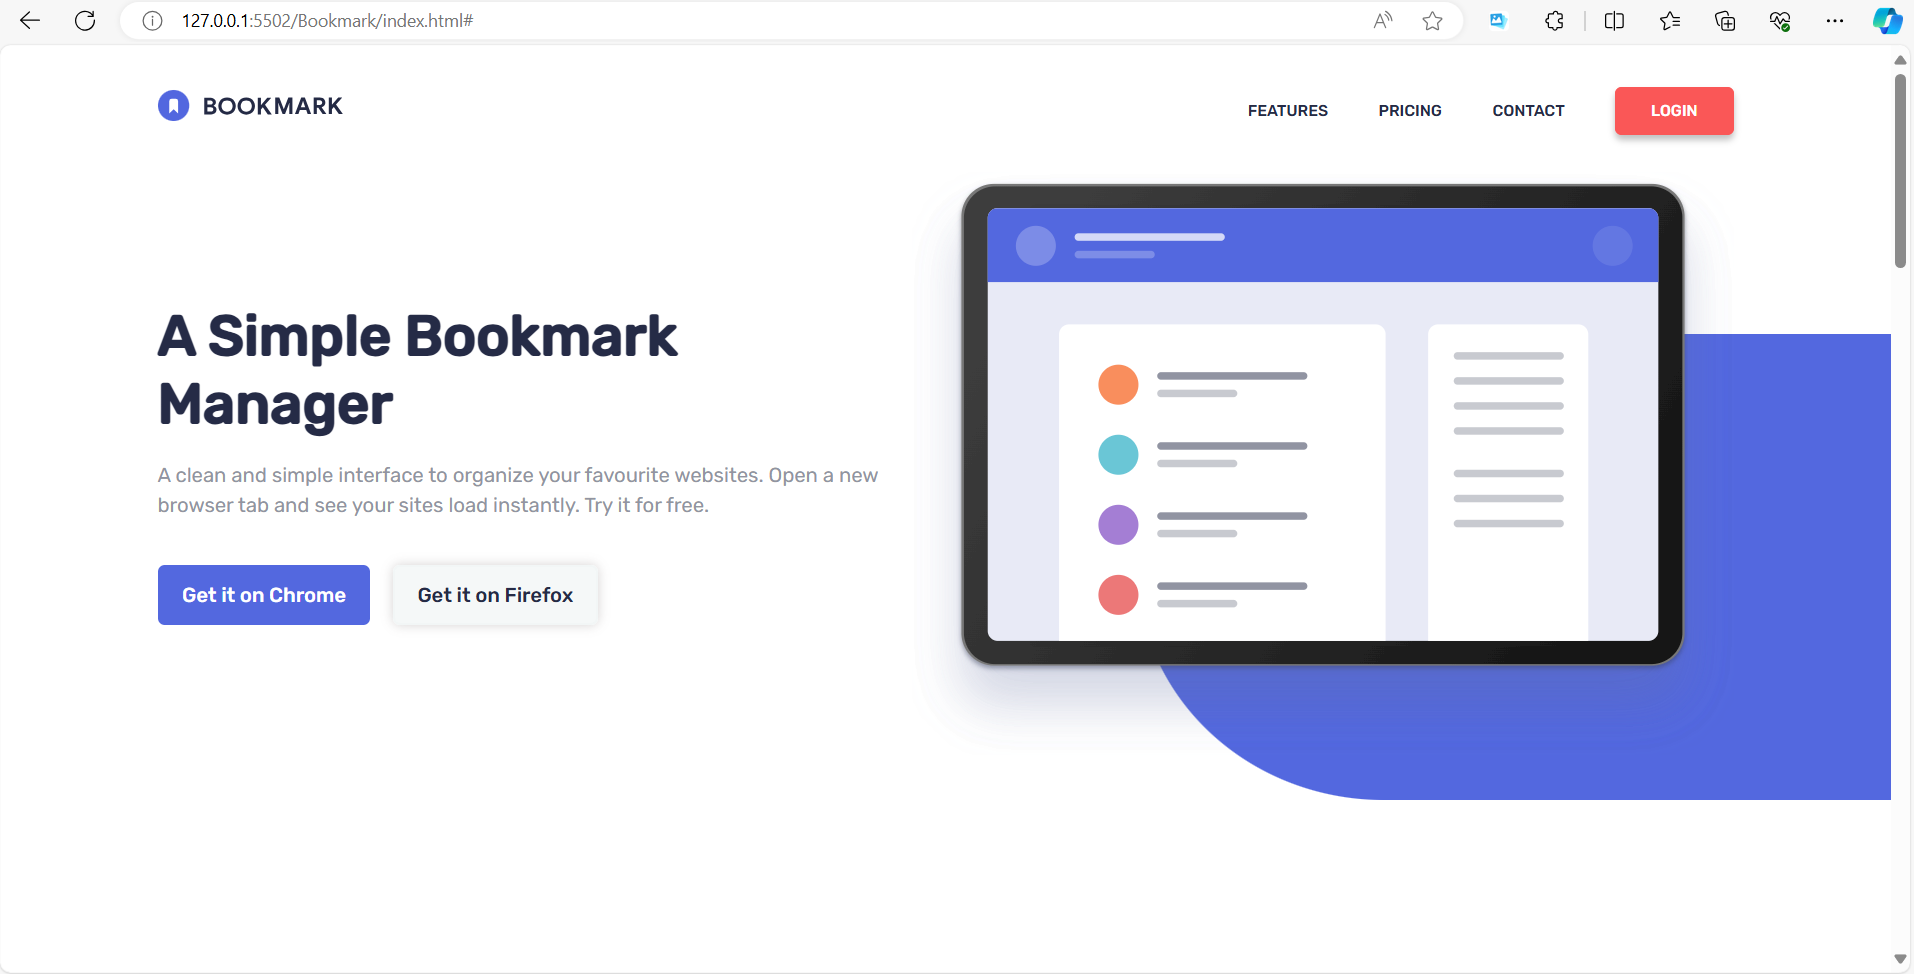 127.0.0.1:5502/Bookmark/index.html#
BOOKMARK
FEATURES
PRICING
CONTACT
LOGIN
A Simple Bookmark
Manager
A clean and simple interface to organize your favourite websites. Open a new
browser tab and see your sites load instantly. Try it for free.
Get it on Chrome
Get it on Firefox